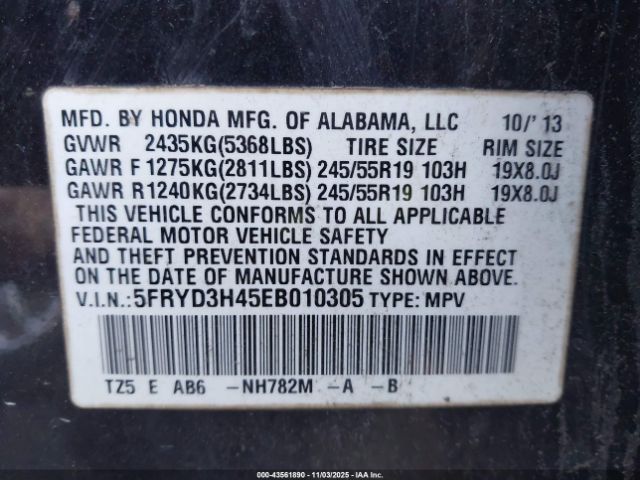 MFD. BY HONDA MFG. OF ALABAMA, LLC 10/'13
GVWR 2435KG(5368LBS) TIRE SIZE RIM SIZE
GAWR F 1275KG(2811LBS) 245/55R19 103H 19X8.0J
GAWR R 1240KG(2734LBS) 245/55R19 103H 19X8.0J
THIS VEHICLE CONFORMS TO ALL APPLICABLE
FEDERAL MOTOR VEHICLE SAFETY
AND THEFT PREVENTION STANDARDS IN EFFECT
ON THE DATE OF MANUFACTURE SHOWN ABOVE.
V.I.N.:5FRYD3H45EB010305 TYPE: MPV
TZ5 E AB6 -NH782M -A -B
000-43561890 - 11/03/2025 - IAA